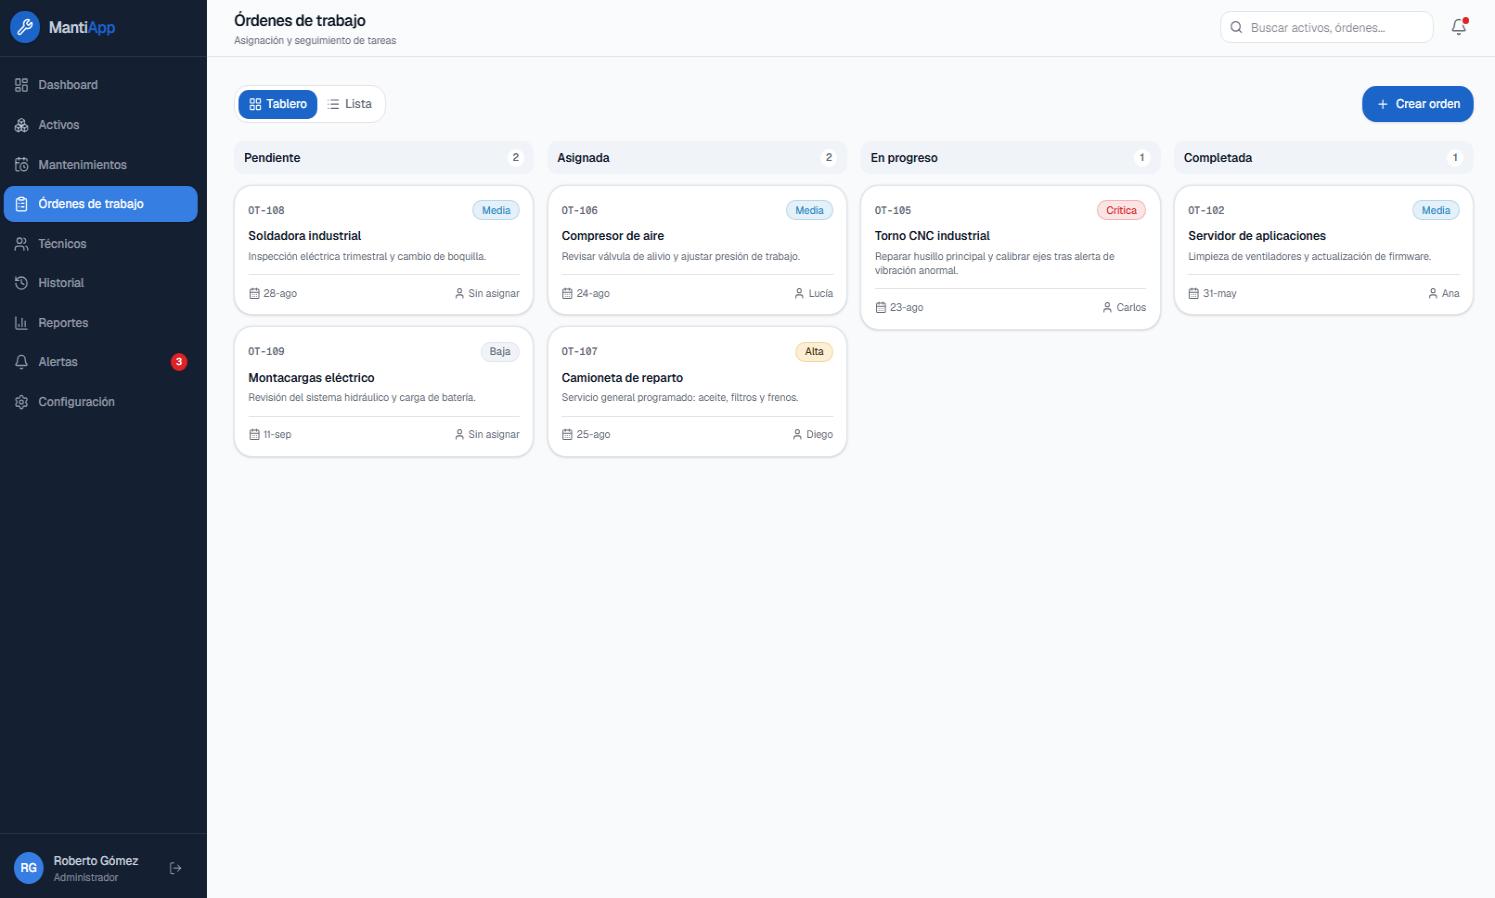 MantiApp
Dashboard
Activos
Mantenimientos
Órdenes de trabajo
Técnicos
Historial
Reportes
Alertas 3
Configuración
RG
Roberto Gómez
Administrador
Órdenes de trabajo
Asignación y seguimiento de tareas
Buscar activos, órdenes...
Tablero
Lista
Crear orden
Pendiente 2
OT-108 Media
Soldadora industrial
Inspección eléctrica trimestral y cambio de boquilla.
28-ago Sin asignar
OT-109 Baja
Montacargas eléctrico
Revisión del sistema hidráulico y carga de batería.
11-sep Sin asignar
Asignada 2
OT-106 Media
Compresor de aire
Revisar válvula de alivio y ajustar presión de trabajo.
24-ago Lucía
OT-107 Alta
Camioneta de reparto
Servicio general programado: aceite, filtros y frenos.
25-ago Diego
En progreso 1
OT-105 Crítica
Torno CNC industrial
Reparar husillo principal y calibrar ejes tras alerta de
vibración anormal.
23-ago Carlos
Completada 1
OT-102 Media
Servidor de aplicaciones
Limpieza de ventiladores y actualización de firmware.
31-may Ana